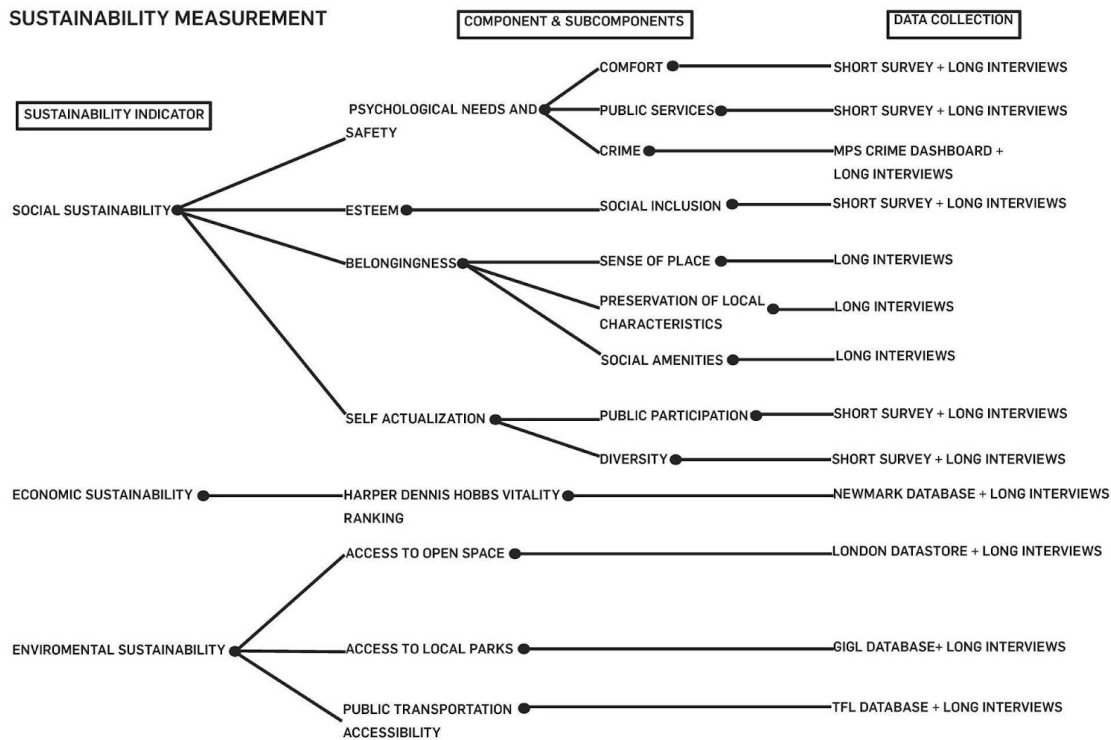 SUSTAINABILITY MEASUREMENT
COMPONENT & SUBCOMPONENTS
DATA COLLECTION
SUSTAINABILITY INDICATOR
COMFORT
SHORT SURVEY + LONG INTERVIEWS
PSYCHOLOGICAL NEEDS AND
SAFETY
PUBLIC SERVICES
SHORT SURVEY + LONG INTERVIEWS
CRIME
MPS CRIME DASHBOARD +
LONG INTERVIEWS
SOCIAL SUSTAINABILITY
ESTEEM
SOCIAL INCLUSION
SHORT SURVEY + LONG INTERVIEWS
BELONGINGNESS
SENSE OF PLACE
LONG INTERVIEWS
PRESERVATION OF LOCAL
CHARACTERISTICS
LONG INTERVIEWS
SOCIAL AMENITIES
LONG INTERVIEWS
SELF ACTUALIZATION
PUBLIC PARTICIPATION
SHORT SURVEY + LONG INTERVIEWS
DIVERSITY
SHORT SURVEY + LONG INTERVIEWS
ECONOMIC SUSTAINABILITY
HARPER DENNIS HOBBS VITALITY
RANKING
NEWMARK DATABASE + LONG INTERVIEWS
ACCESS TO OPEN SPACE
LONDON DATASTORE + LONG INTERVIEWS
ENVIROMENTAL SUSTAINABILITY
ACCESS TO LOCAL PARKS
GIGL DATABASE+ LONG INTERVIEWS
PUBLIC TRANSPORTATION
ACCESSIBILITY
TFL DATABASE + LONG INTERVIEWS